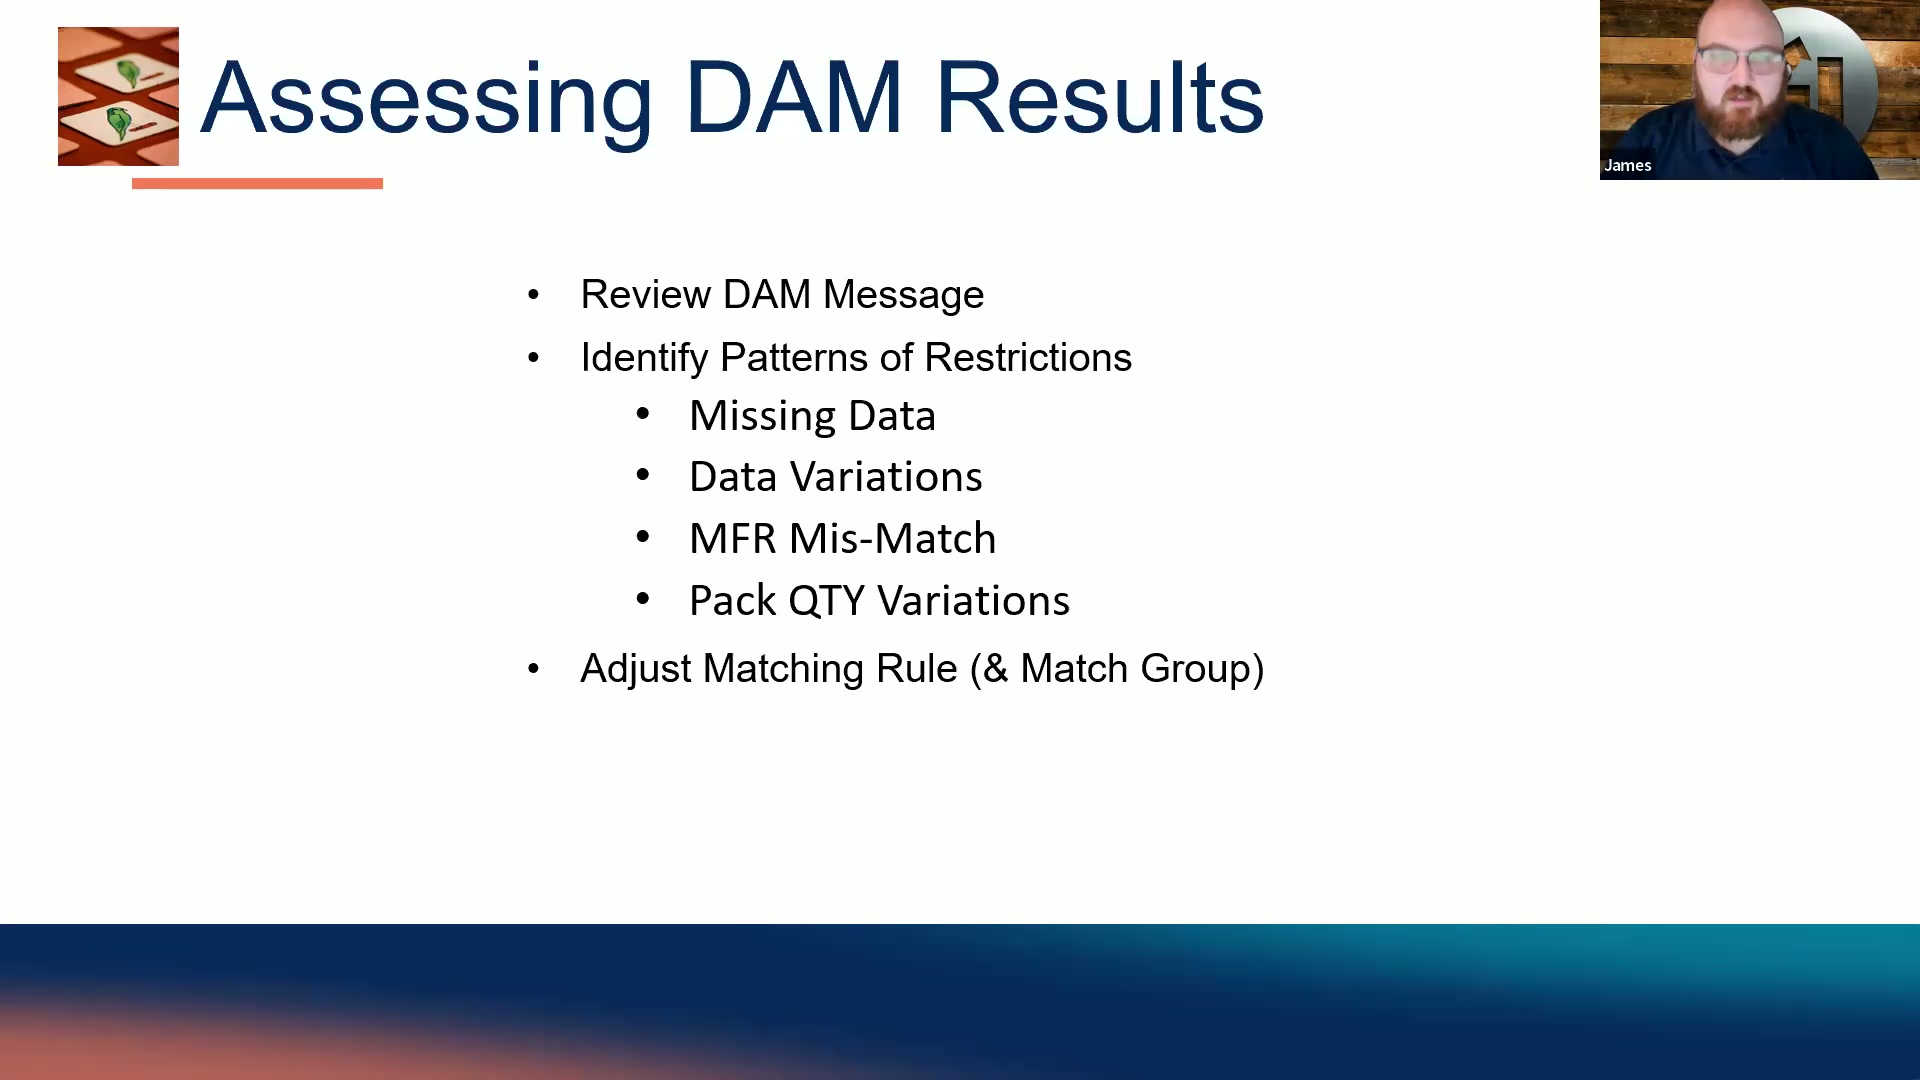 Assessing DAM Results
James
• Review DAM Message
• Identify Patterns of Restrictions
• Missing Data
• Data Variations
• MFR Mis-Match
• Pack QTY Variations
• Adjust Matching Rule (& Match Group)